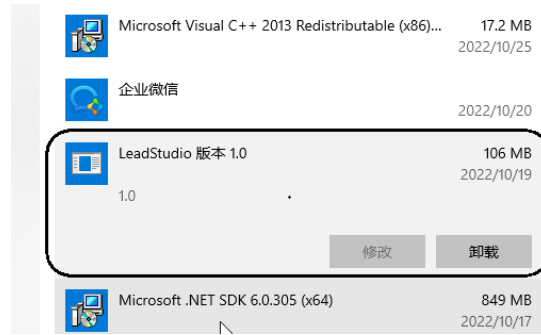 Microsoft Visual C++ 2013 Redistributable (x86)... 17.2 MB
2022/10/25
企业微信
2022/10/20
LeadStudio 版本 1.0 106 MB
2022/10/19
1.0
修改 卸载
Microsoft .NET SDK 6.0.305 (x64) 849 MB
2022/10/17